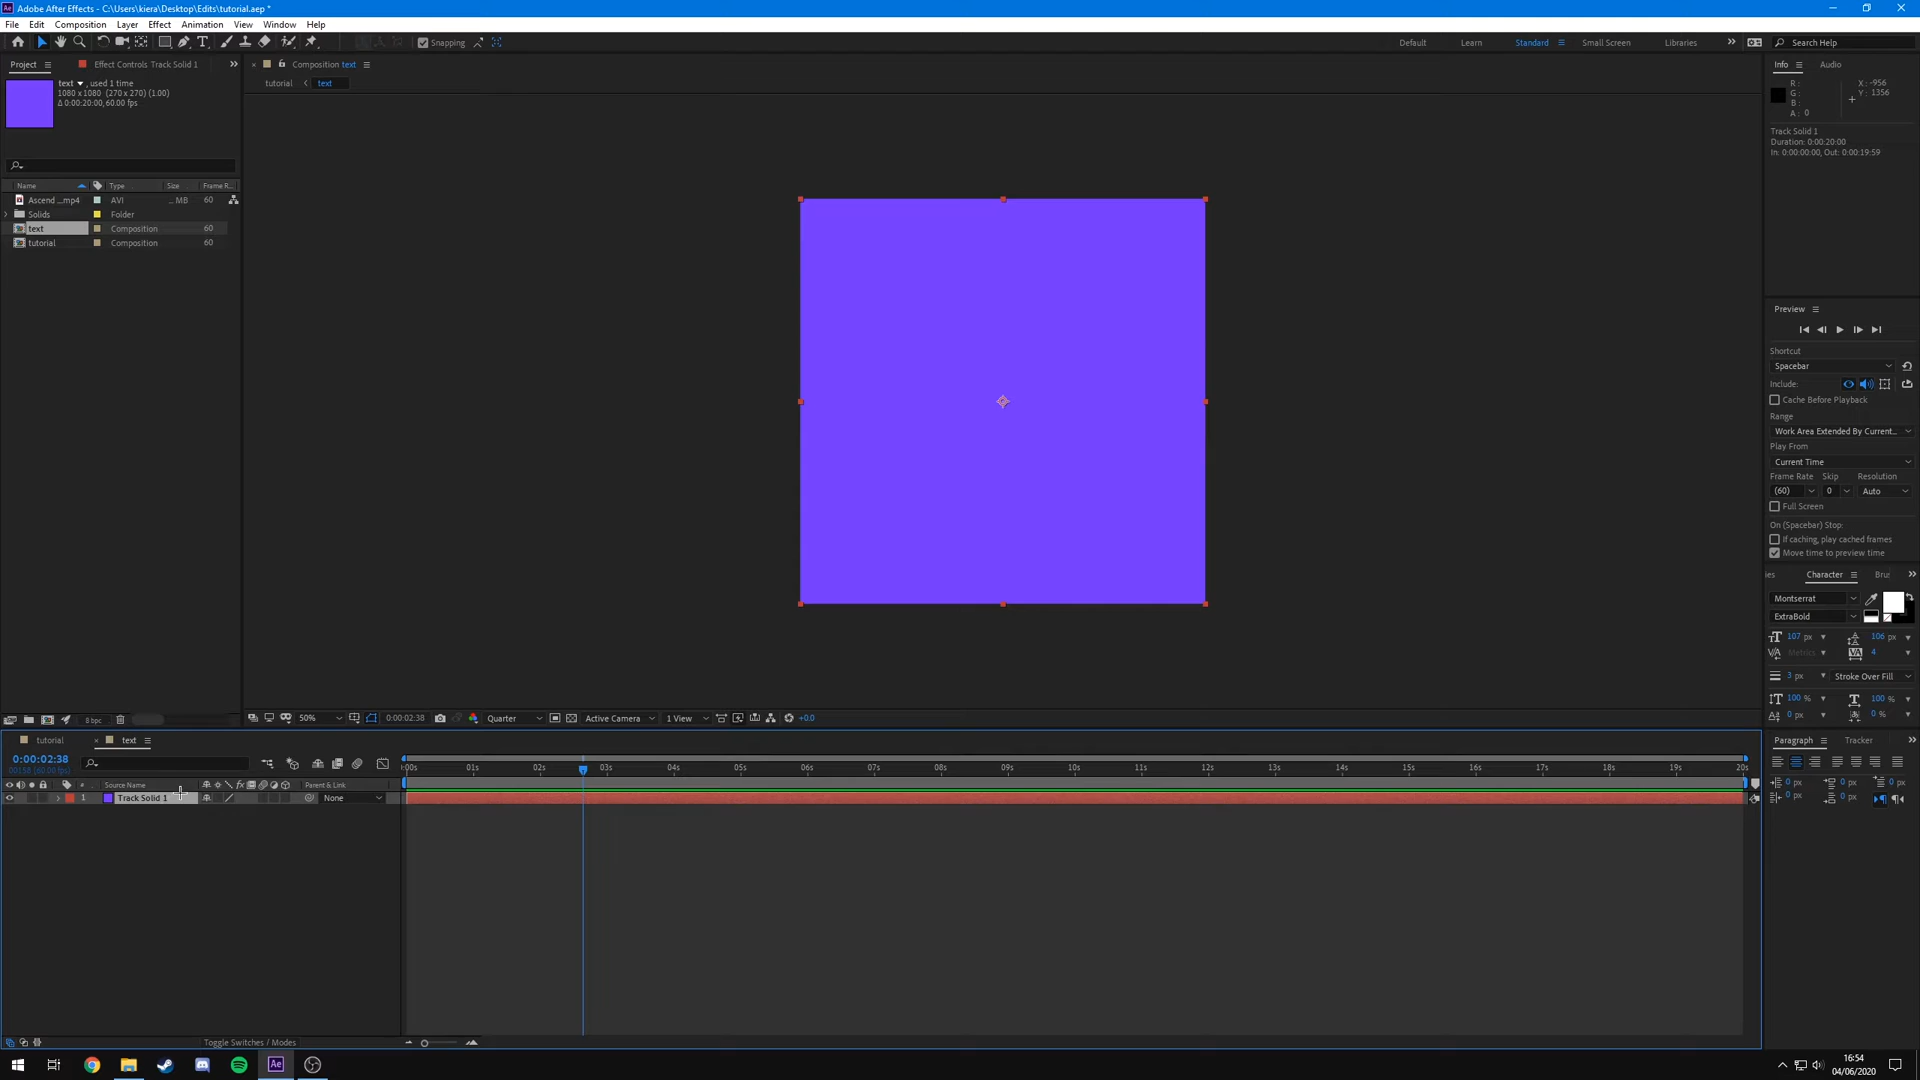 Adobe After Effects - C:\Users\kiera\Desktop\Edits\tutorial.aep *
File Edit Composition Layer Effect Animation View Window Help
Snapping
Default Learn Standard Small Screen Libraries Search Help
Project Effect Controls Track Solid 1
Composition text
Info Audio
tutorial text
text , used 1 time
1080 x 1080 (270 x 270) (1.00)
Δ 0:00:20:00, 60.00 fps
R :
G :
B :
A : 0
X : -956
Y : 1356
Track Solid 1
Duration: 0:00:20:00
In: 0:00:00:00, Out: 0:00:19:59
Name Type Size Frame R...
Ascend ...mp4 AVI ... MB 60
Solids Folder
text Composition 60
tutorial Composition 60
Preview
Shortcut
Spacebar
Include:
Cache Before Playback
Range
Work Area Extended By Current...
Play From
Current Time
Frame Rate Skip Resolution
(60) 0 Auto
Full Screen
On (Spacebar) Stop:
If caching, play cached frames
Move time to preview time
ies Character Bru
Montserrat
ExtraBold
107 px 106 px
Metrics 4
3 px Stroke Over Fill
100 % 100 %
0 px 0 %
8 bpc
50% 0:00:02:38 Quarter Active Camera 1 View +0.0
tutorial text
0:00:02:38
00158 (60.00 fps)
:00s 01s 02s 03s 04s 05s 06s 07s 08s 09s 10s 11s 12s 13s 14s 15s 16s 17s 18s 19s 20s
# Source Name Parent & Link
1 Track Solid 1 None
Paragraph Tracker
0 px 0 px 0 px
0 px 0 px
Toggle Switches / Modes
16:54
04/06/2020